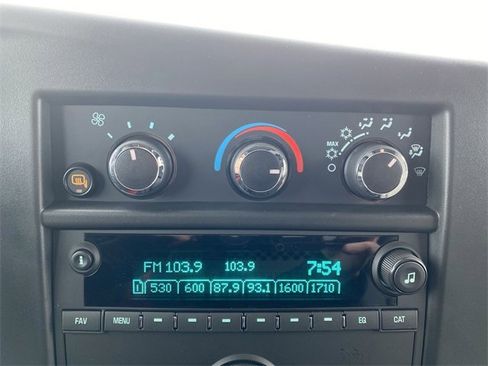 MAX
FM 103.9 103.9 7:54
1 530 600 87.9 93.1 1600 1710
FAV MENU EQ CAT